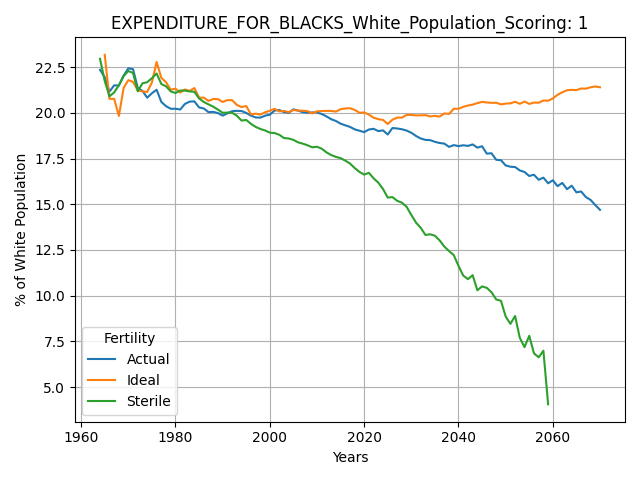 EXPENDITURE_FOR_BLACKS_White_Population_Scoring: 1
% of White Population
22.5
20.0
17.5
15.0
12.5
10.0
7.5
5.0
Fertility
Actual
Ideal
Sterile
1960
1980
2000
2020
2040
2060
Years